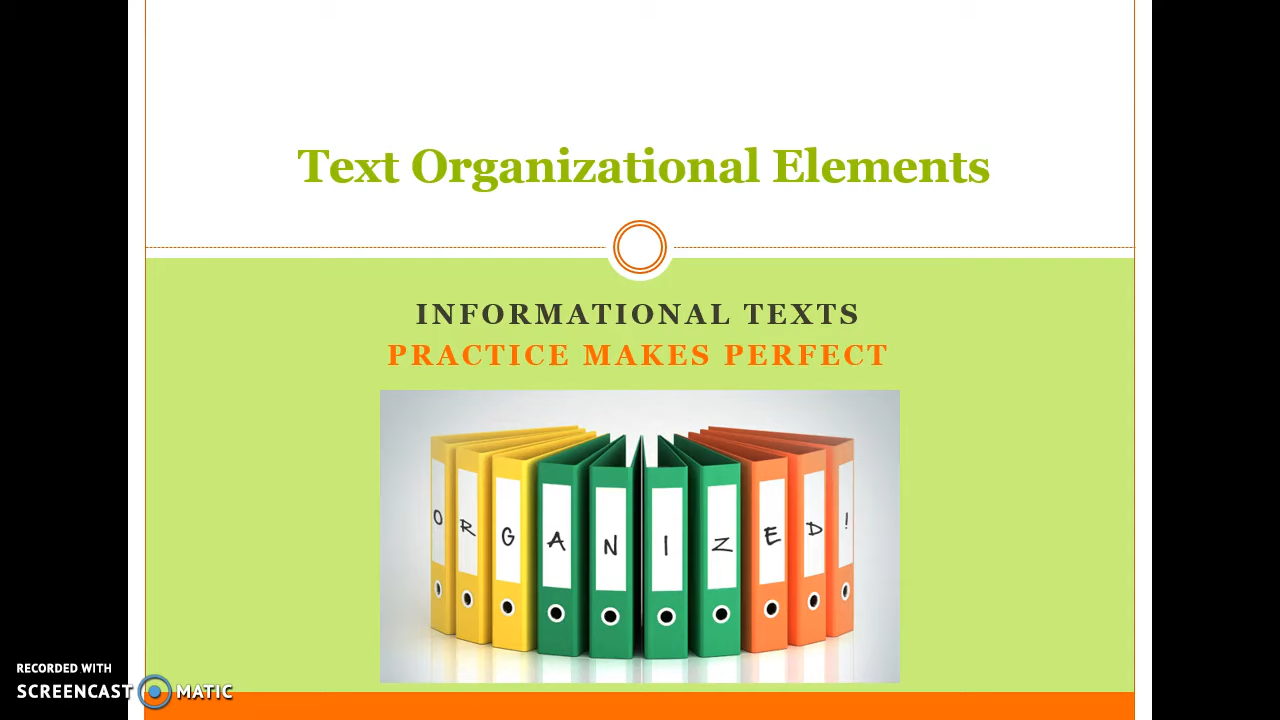 Text Organizational Elements
INFORMATIONAL TEXTS
PRACTICE MAKES PERFECT
O R G A N I Z E D !
RECORDED WITH
SCREENCAST MATIC